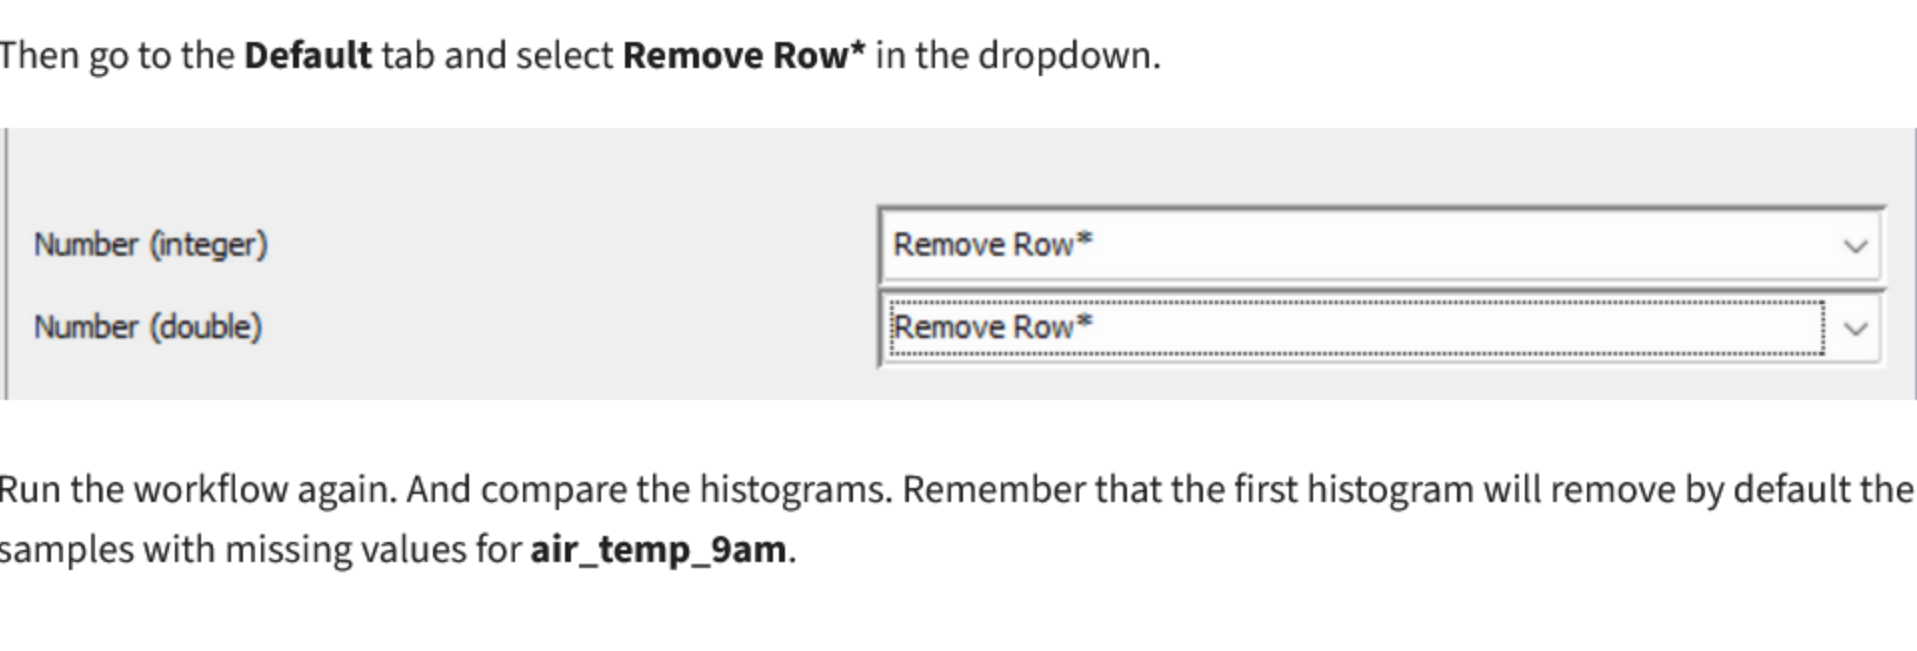 Then go to the Default tab and select Remove Row* in the dropdown.
Number (integer) Remove Row*
Number (double) Remove Row*
Run the workflow again. And compare the histograms. Remember that the first histogram will remove by default the
samples with missing values for air_temp_9am.